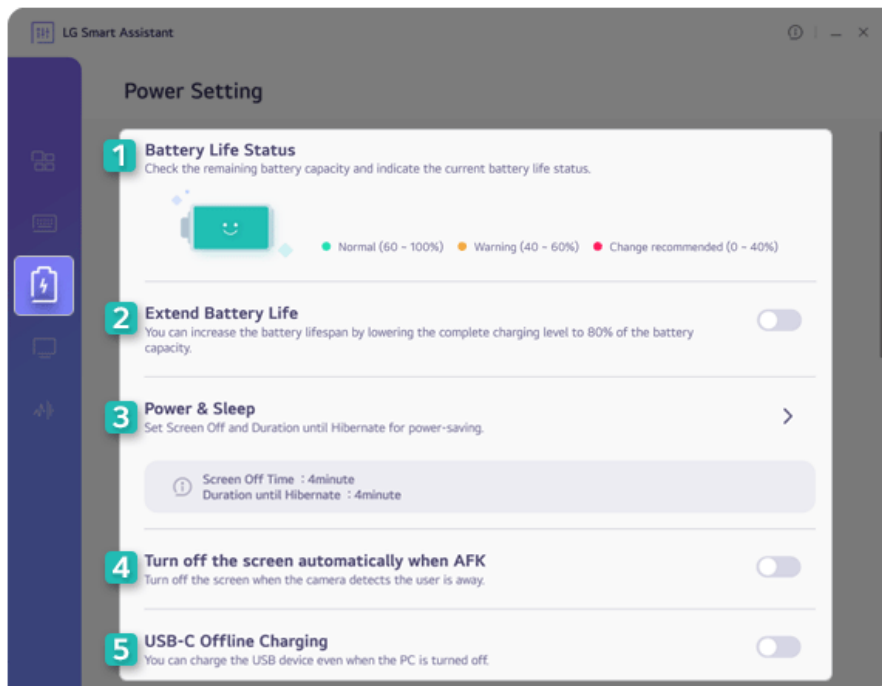 LG Smart Assistant
Power Setting
1 Battery Life Status
Check the remaining battery capacity and indicate the current battery life status.
Normal (60 ~ 100%) Warning (40 ~ 60%) Change recommended (0 ~ 40%)
2 Extend Battery Life
You can increase the battery lifespan by lowering the complete charging level to 80% of the battery
capacity.
3 Power & Sleep
Set Screen Off and Duration until Hibernate for power-saving.
Screen Off Time : 4minute
Duration until Hibernate : 4minute
4 Turn off the screen automatically when AFK
Turn off the screen when the camera detects the user is away.
5 USB-C Offline Charging
You can charge the USB device even when the PC is turned off.